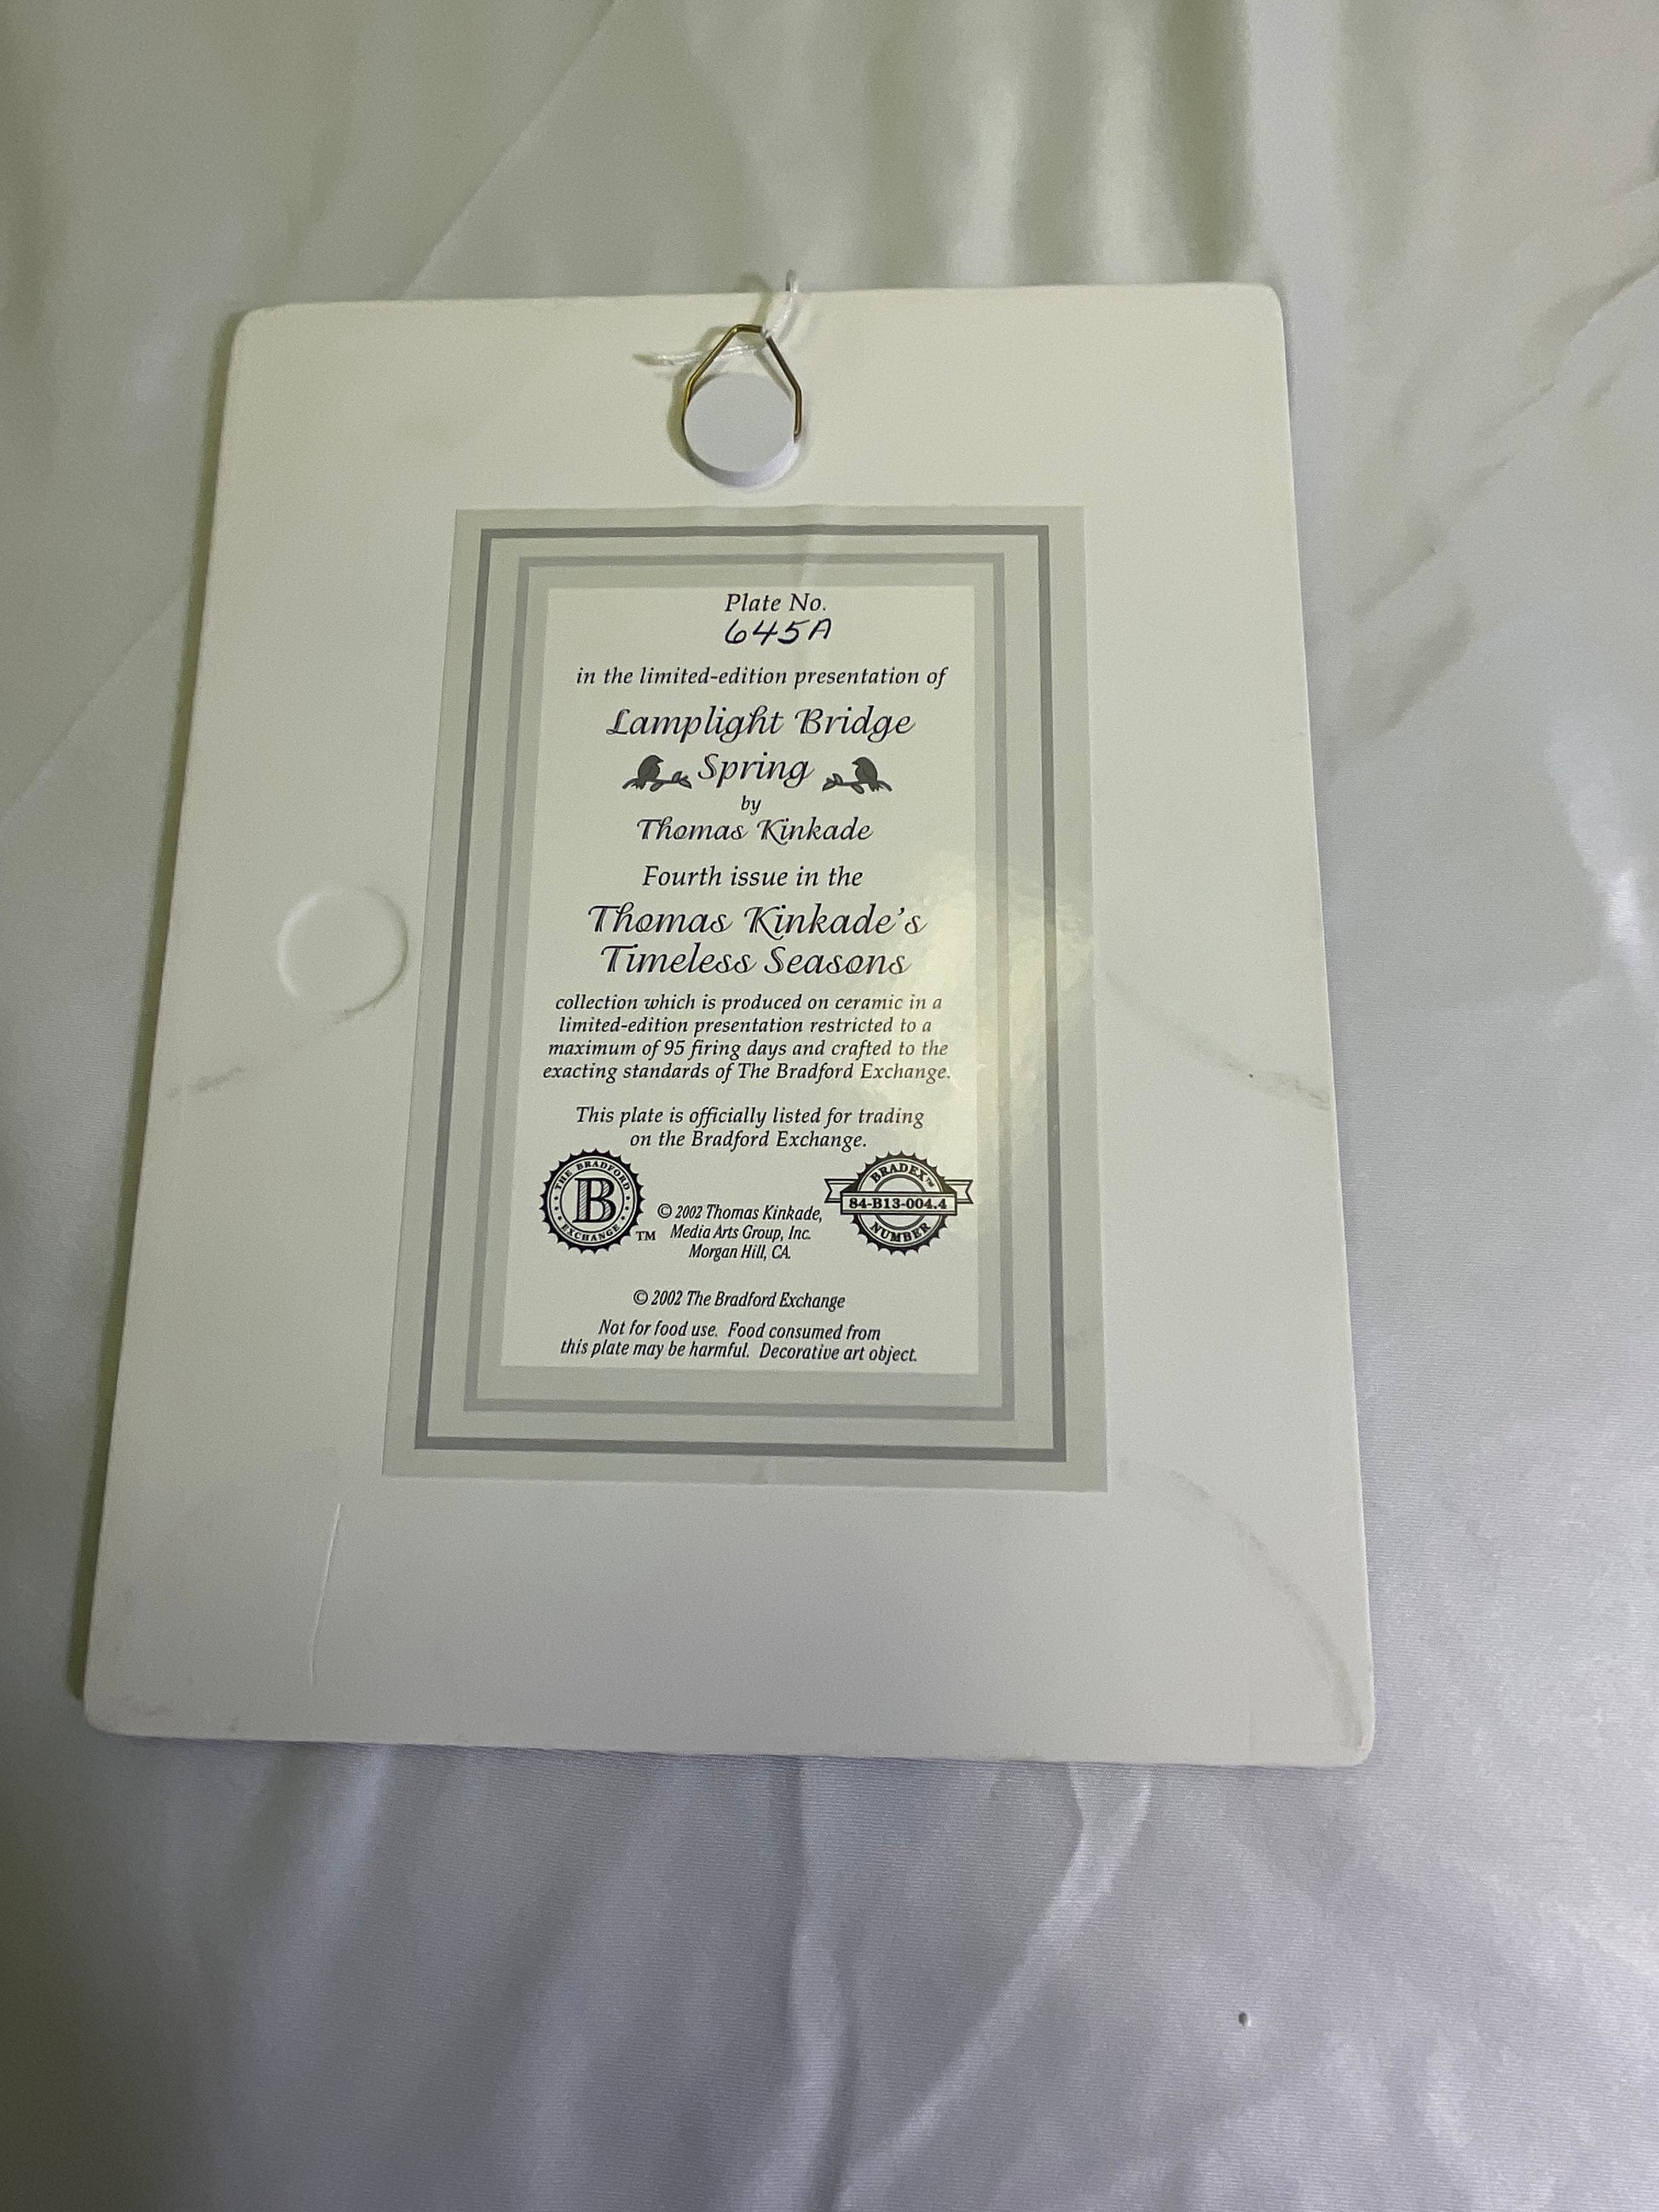 Plate No.
645A
in the limited-edition presentation of
Lamplight Bridge
Spring
by
Thomas Kinkade
Fourth issue in the
Thomas Kinkade's
Timeless Seasons
collection which is produced on ceramic in a
limited-edition presentation restricted to a
maximum of 95 firing days and crafted to the
exacting standards of The Bradford Exchange.
This plate is officially listed for trading
on the Bradford Exchange.
THE BRADFORD
B
EXCHANGE
TM
© 2002 Thomas Kinkade,
Media Arts Group, Inc.
Morgan Hill, CA.
BRADEX™
84-B13-004.4
NUMBER
© 2002 The Bradford Exchange
Not for food use. Food consumed from
this plate may be harmful. Decorative art object.